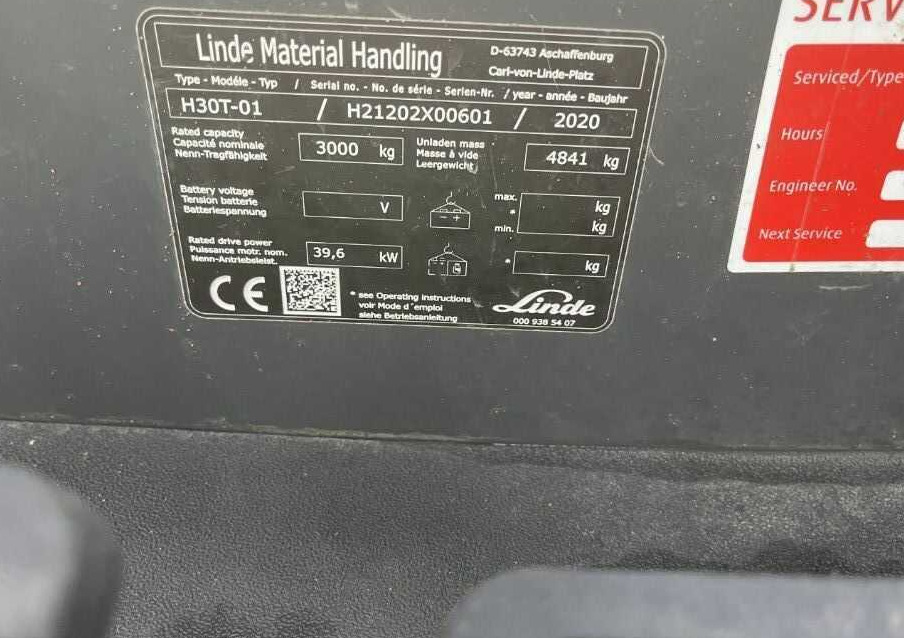 Linde Material Handling
D-63743 Aschaffenburg
Carl-von-Linde-Platz
Type - Modéle - Typ / Serial no. - No. de série - Serien-Nr. / year - année - Baujahr
H30T-01 / H21202X00601 / 2020
Rated capacity
Capacité nominale
Nenn-Tragfähigkeit
3000 kg
Unladen mass
Masse à vide
Leergewicht
4841 kg
Battery voltage
Tension batterie
Batteriespannung
V
- +
max.
*
min.
kg
kg
Rated drive power
Puissance motr. nom.
Nenn-Antriebsleist.
39,6 kW
* kg
CE
* see Operating instructions
voir Mode d´emploi
siehe Betriebsanleitung
Linde
000 938 54 07
SERV
Serviced/Type
Hours
Engineer No.
Next Service